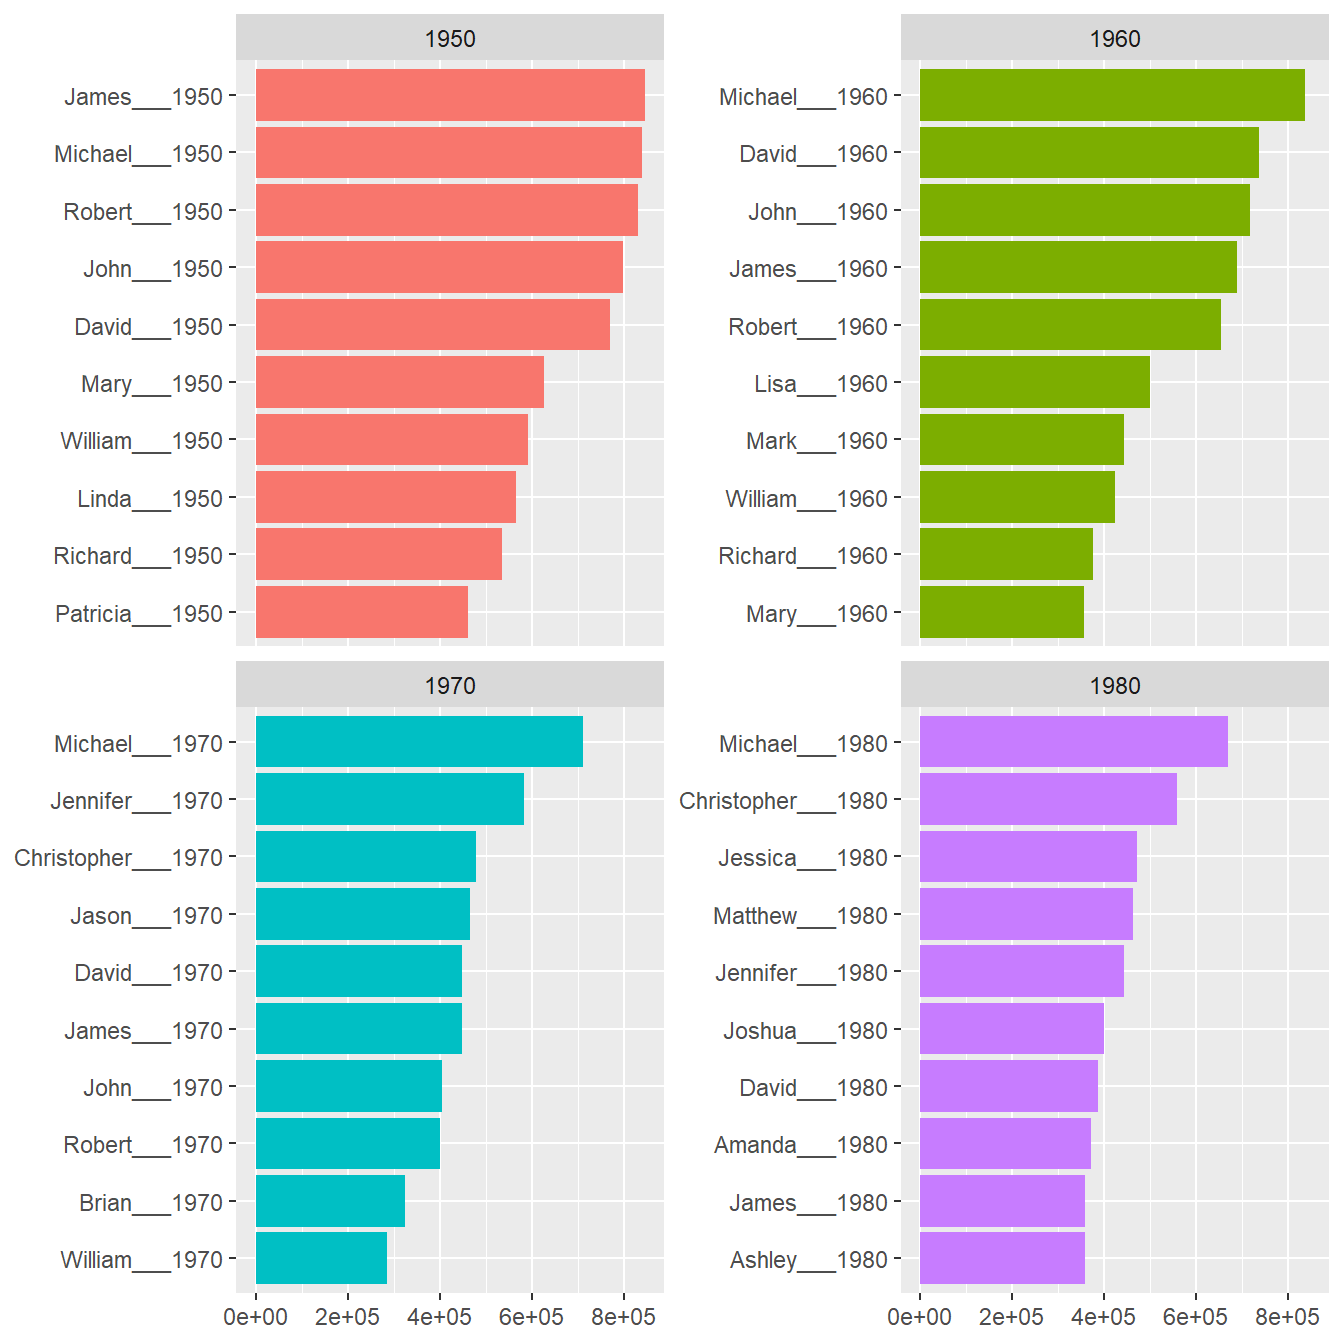 1950
James___1950
Michael___1950
Robert___1950
John___1950
David___1950
Mary___1950
William___1950
Linda___1950
Richard___1950
Patricia___1950
1960
Michael___1960
David___1960
John___1960
James___1960
Robert___1960
Lisa___1960
Mark___1960
William___1960
Richard___1960
Mary___1960
1970
Michael___1970
Jennifer___1970
Christopher___1970
Jason___1970
David___1970
James___1970
John___1970
Robert___1970
Brian___1970
William___1970
0e+00 2e+05 4e+05 6e+05 8e+05
1980
Michael___1980
Christopher___1980
Jessica___1980
Matthew___1980
Jennifer___1980
Joshua___1980
David___1980
Amanda___1980
James___1980
Ashley___1980
0e+00 2e+05 4e+05 6e+05 8e+05